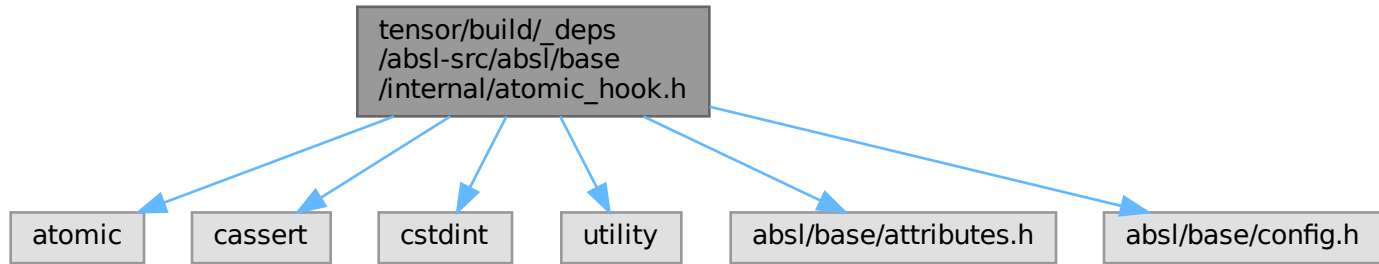 tensor/build/_deps
/absl-src/absl/base
/internal/atomic_hook.h
atomic
cassert
cstdint
utility
absl/base/attributes.h
absl/base/config.h